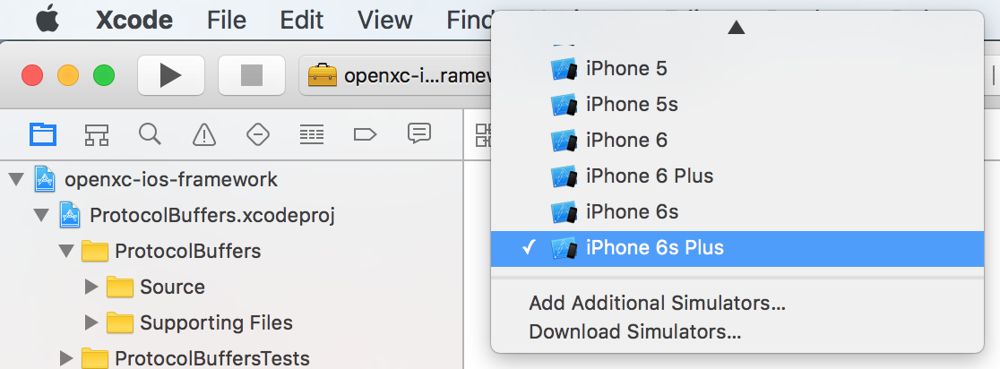 Xcode File Edit View Find
openxc-i...ramew
iPhone 5
iPhone 5s
iPhone 6
iPhone 6 Plus
iPhone 6s
✓ iPhone 6s Plus
Add Additional Simulators...
Download Simulators...
openxc-ios-framework
ProtocolBuffers.xcodeproj
ProtocolBuffers
Source
Supporting Files
ProtocolBuffersTests